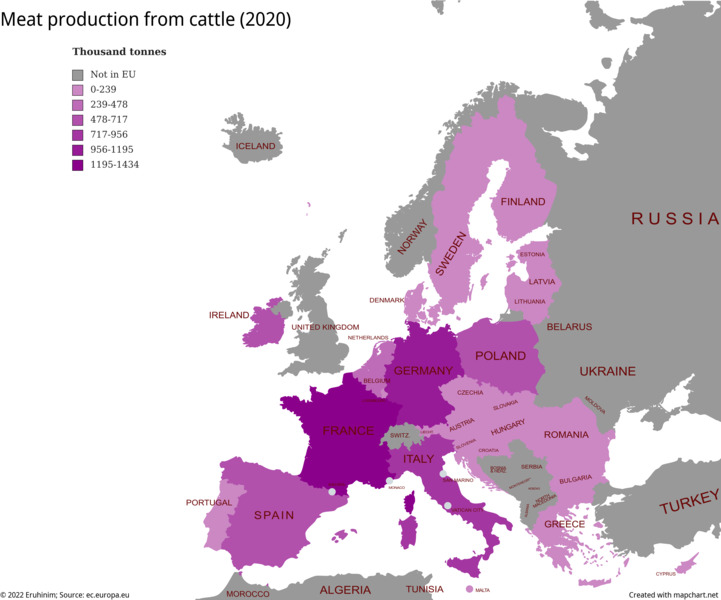 Meat production from cattle (2020)
Thousand tonnes
Not in EU
0-239
239-478
478-717
717-956
956-1195
1195-1434
ICELAND
FINLAND
RUSSIA
NORWAY
SWEDEN
ESTONIA
LATVIA
LITHUANIA
DENMARK
IRELAND
UNITED KINGDOM
BELARUS
NETHERLANDS
POLAND
GERMANY
UKRAINE
BELGIUM
CZECHIA
SLOVAKIA
MOLDOVA
FRANCE
SWITZ.
AUSTRIA
HUNGARY
ROMANIA
SLOVENIA
CROATIA
ITALY
SERBIA
SAN MARINO
BULGARIA
MONACO
NORTH
MACEDONIA
PORTUGAL
SPAIN
VATICAN CITY
TURKEY
GREECE
CYPRUS
MALTA
MOROCCO
ALGERIA
TUNISIA
© 2022 Eruhinim; Source: ec.europa.eu
Created with mapchart.net